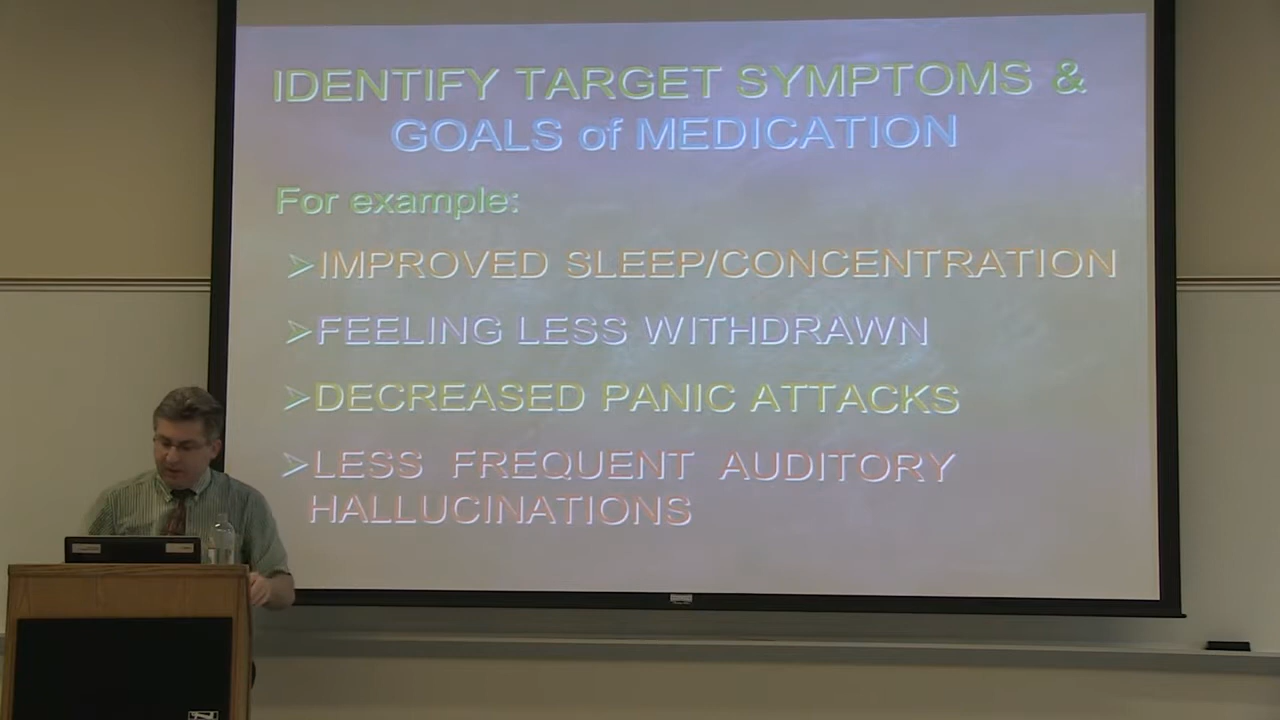 IDENTIFY TARGET SYMPTOMS &
GOALS of MEDICATION
For example:
➢IMPROVED SLEEP/CONCENTRATION
➢FEELING LESS WITHDRAWN
➢DECREASED PANIC ATTACKS
➢LESS FREQUENT AUDITORY
HALLUCINATIONS